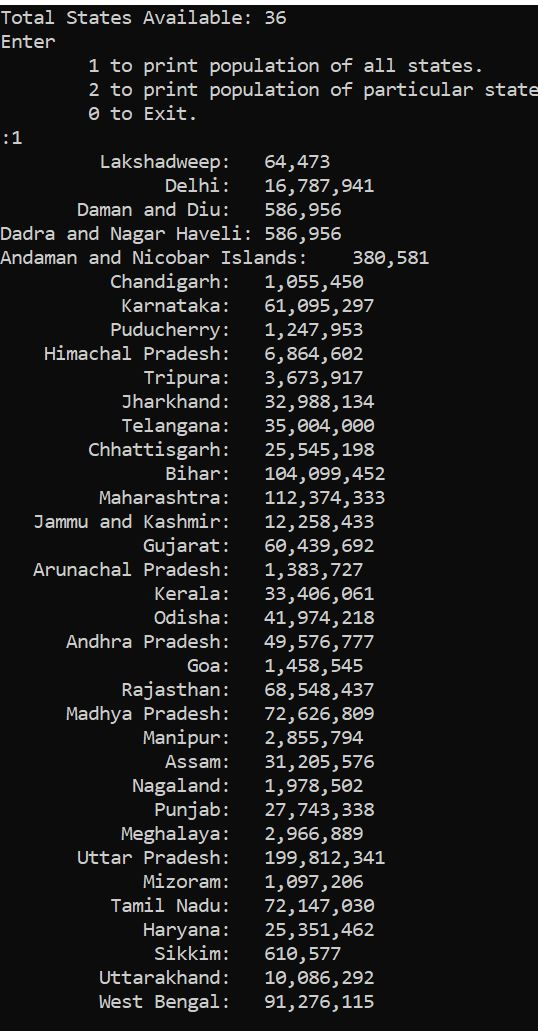 Total States Available: 36
Enter
1 to print population of all states.
2 to print population of particular state
0 to Exit.
:1
Lakshadweep: 64,473
Delhi: 16,787,941
Daman and Diu: 586,956
Dadra and Nagar Haveli: 586,956
Andaman and Nicobar Islands: 380,581
Chandigarh: 1,055,450
Karnataka: 61,095,297
Puducherry: 1,247,953
Himachal Pradesh: 6,864,602
Tripura: 3,673,917
Jharkhand: 32,988,134
Telangana: 35,004,000
Chhattisgarh: 25,545,198
Bihar: 104,099,452
Maharashtra: 112,374,333
Jammu and Kashmir: 12,258,433
Gujarat: 60,439,692
Arunachal Pradesh: 1,383,727
Kerala: 33,406,061
Odisha: 41,974,218
Andhra Pradesh: 49,576,777
Goa: 1,458,545
Rajasthan: 68,548,437
Madhya Pradesh: 72,626,809
Manipur: 2,855,794
Assam: 31,205,576
Nagaland: 1,978,502
Punjab: 27,743,338
Meghalaya: 2,966,889
Uttar Pradesh: 199,812,341
Mizoram: 1,097,206
Tamil Nadu: 72,147,030
Haryana: 25,351,462
Sikkim: 610,577
Uttarakhand: 10,086,292
West Bengal: 91,276,115